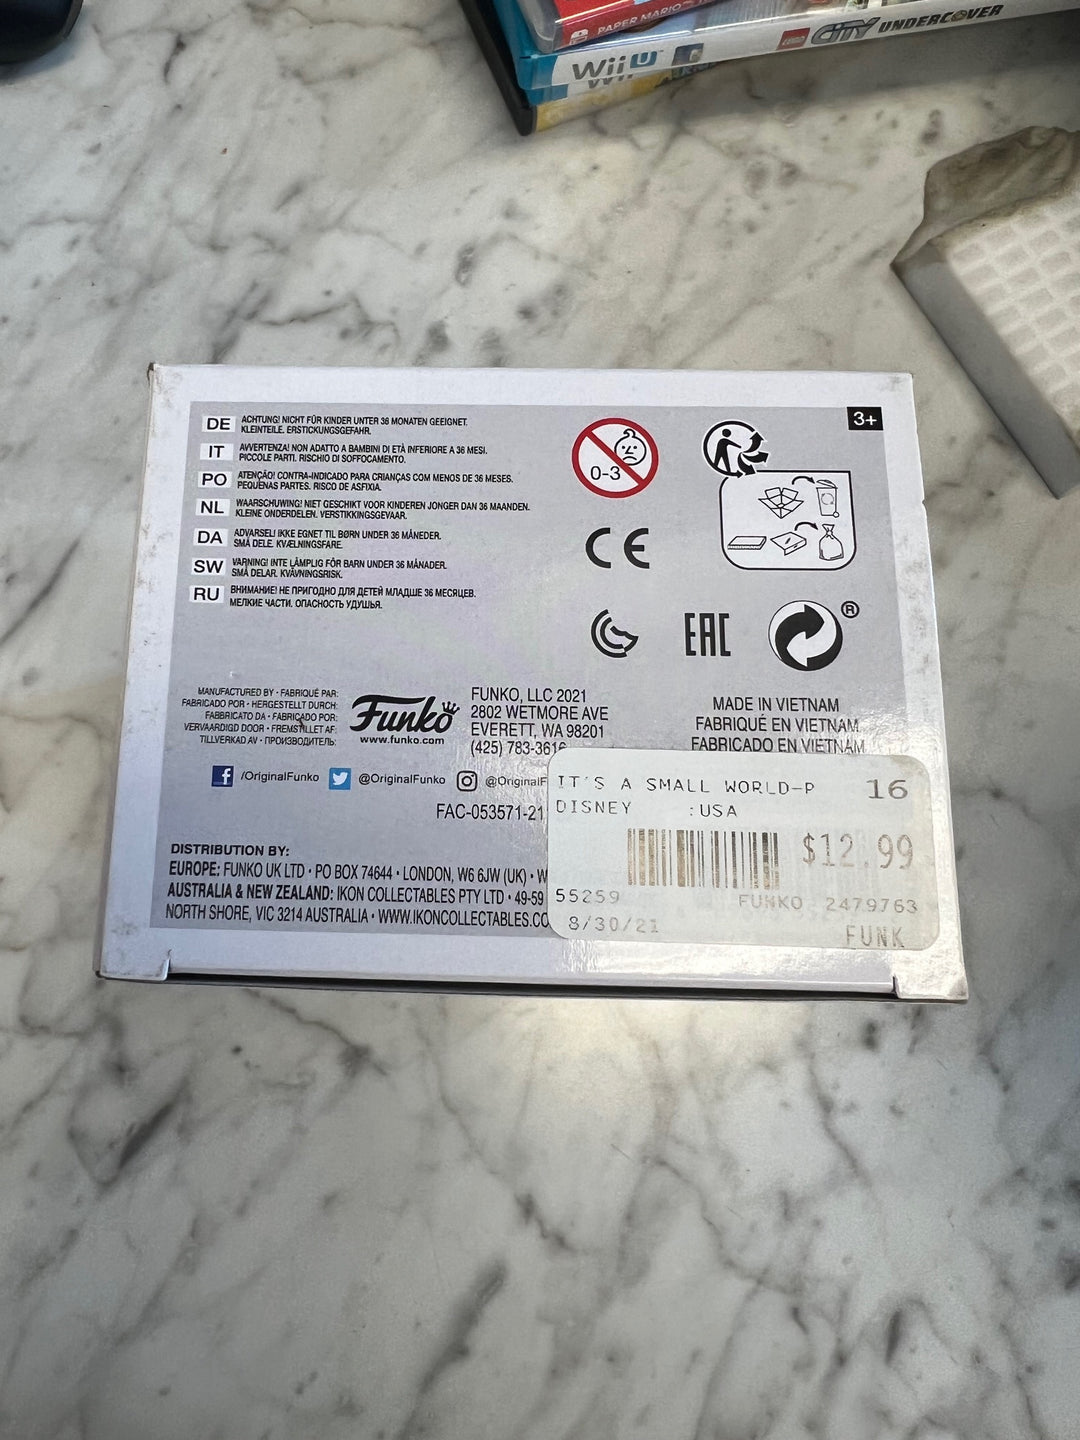 PAPER MARIO
Wii U
LEGO CITY UNDERCOVER
Wii
3+
DE ACHTUNG! NICHT FÜR KINDER UNTER 36 MONATEN GEEIGNET.
KLEINTEILE. ERSTICKUNGSGEFAHR.
IT AVVERTENZA! NON ADATTO A BAMBINI DI ETÀ INFERIORE A 36 MESI.
PICCOLE PARTI. RISCHIO DI SOFFOCAMENTO.
PO ATENÇÃO! CONTRA-INDICADO PARA CRIANÇAS COM MENOS DE 36 MESES.
PEQUENAS PARTES. RISCO DE ASFIXIA.
NL WAARSCHUWING! NIET GESCHIKT VOOR KINDEREN JONGER DAN 36 MAANDEN.
KLEINE ONDERDELEN. VERSTIKKINGSGEVAAR.
DA ADVARSEL! IKKE EGNET TIL BØRN UNDER 36 MÅNEDER.
SMÅ DELE. KVÆLNINGSFARE.
SW VARNING! INTE LÄMPLIG FÖR BARN UNDER 36 MÅNADER.
SMÅ DELAR. KVÄVNINGSRISK.
RU ВНИМАНИЕ! НЕ ПРИГОДНО ДЛЯ ДЕТЕЙ МЛАДШЕ 36 МЕСЯЦЕВ.
МЕЛКИЕ ЧАСТИ. ОПАСНОСТЬ УДУШЬЯ.
0-3
CE
EAC
®
MANUFACTURED BY • FABRIQUÉ PAR:
FABRICADO POR • HERGESTELLT DURCH:
FABBRICATO DA • FABRICADO POR:
VERVAARDIGD DOOR • FREMSTILLET AF:
TILLVERKAD AV • ПРОИЗВОДИТЕЛЬ:
Funko
www.funko.com
FUNKO, LLC 2021
2802 WETMORE AVE
EVERETT, WA 98201
(425) 783-3616
MADE IN VIETNAM
FABRIQUÉ EN VIETNAM
FABRICADO EN VIETNAM
/OriginalFunko @OriginalFunko @OriginalF
FAC-053571-21
DISTRIBUTION BY:
EUROPE: FUNKO UK LTD • PO BOX 74644 • LONDON, W6 6JW (UK) • W
AUSTRALIA & NEW ZEALAND: IKON COLLECTABLES PTY LTD • 49-59
NORTH SHORE, VIC 3214 AUSTRALIA • WWW.IKONCOLLECTABLES.CO
IT'S A SMALL WORLD-P 16
DISNEY :USA
$12.99
55259 FUNKO 2479763
8/30/21 FUNK